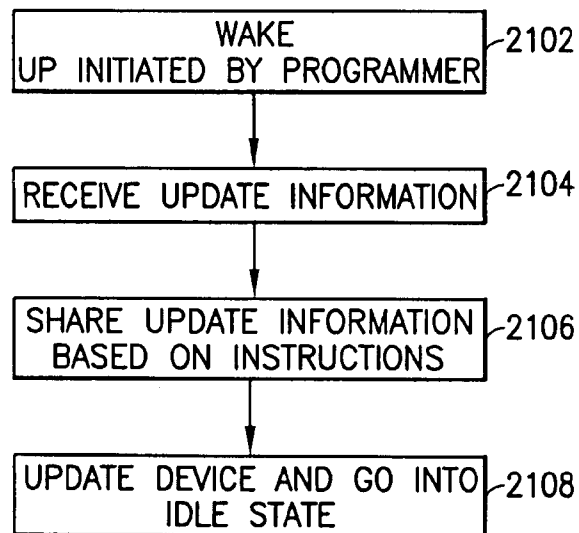 WAKE
UP INITIATED BY PROGRAMMER
2102
RECEIVE UPDATE INFORMATION
2104
SHARE UPDATE INFORMATION
BASED ON INSTRUCTIONS
2106
UPDATE DEVICE AND GO INTO
IDLE STATE
2108